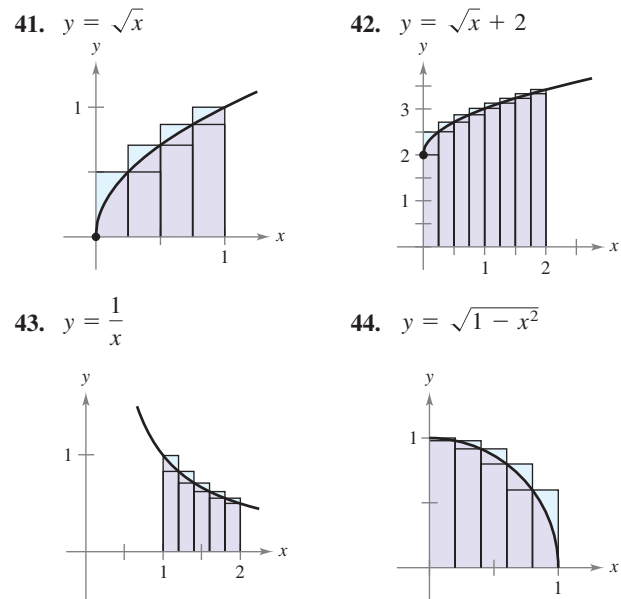 41. y = √x
42. y = √x + 2
y
1
1
x
y
3
2
1
1
2
x
43. y = 1/x
44. y = √(1 − x²)
y
1
1
2
x
y
1
1
x